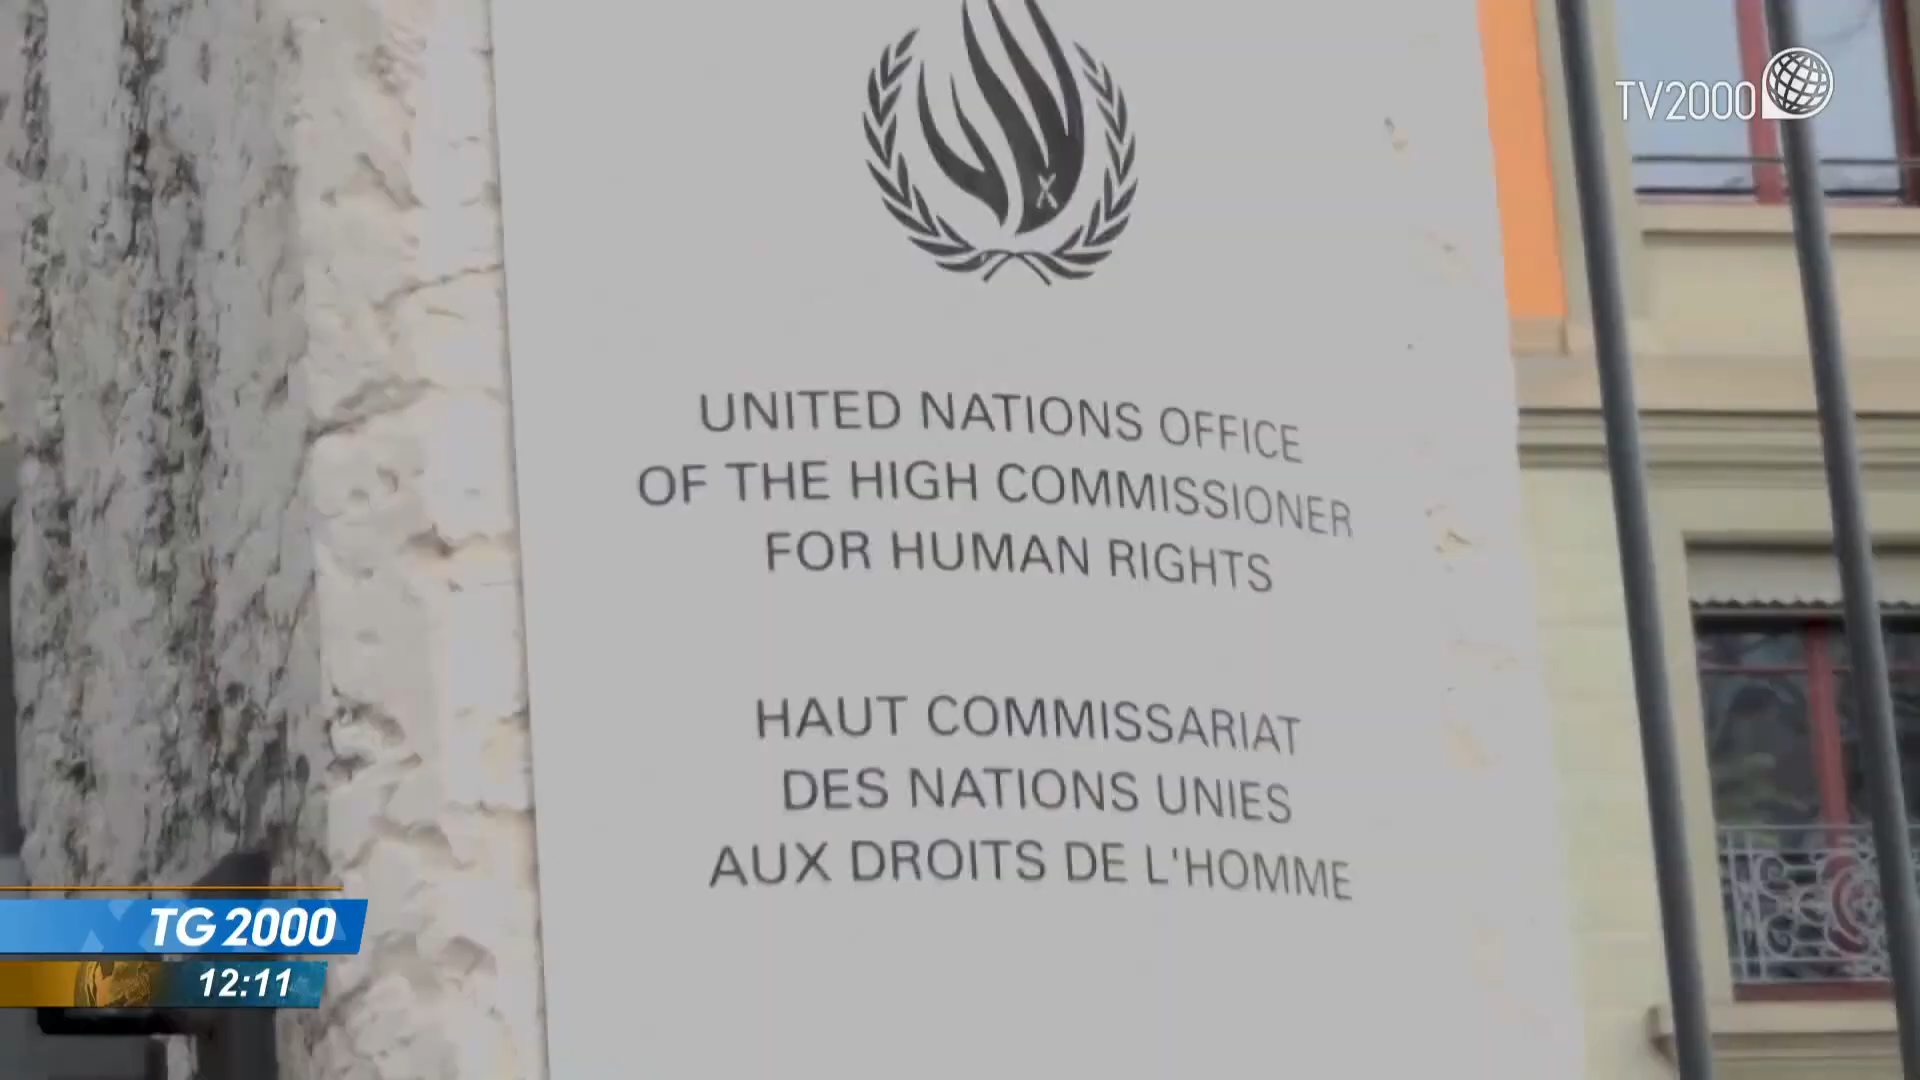 TV2000
UNITED NATIONS OFFICE
OF THE HIGH COMMISSIONER
FOR HUMAN RIGHTS
HAUT COMMISSARIAT
DES NATIONS UNIES
AUX DROITS DE L'HOMME
TG 2000
12:11